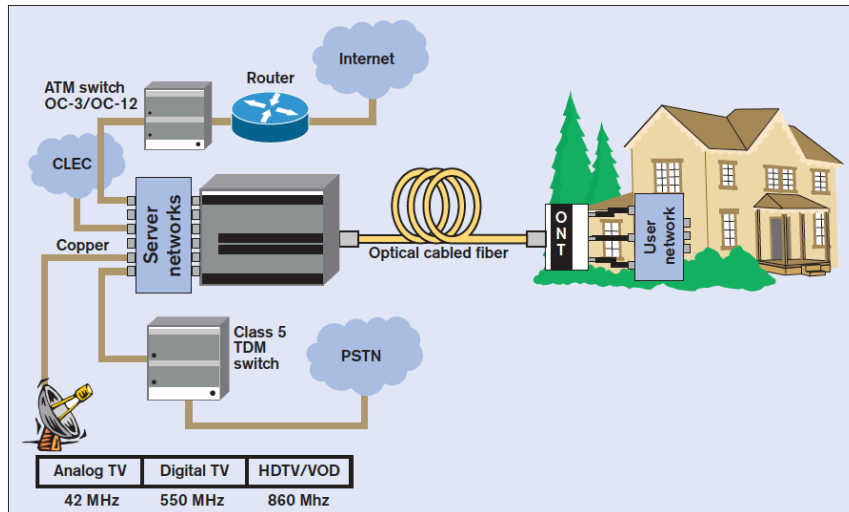 Internet
Router
ATM switch
OC-3/OC-12
CLEC
Copper
Server
networks
Optical cabled fiber
O
N
T
User
network
Class 5
TDM
switch
PSTN
Analog TV
Digital TV
HDTV/VOD
42 MHz
550 MHz
860 Mhz